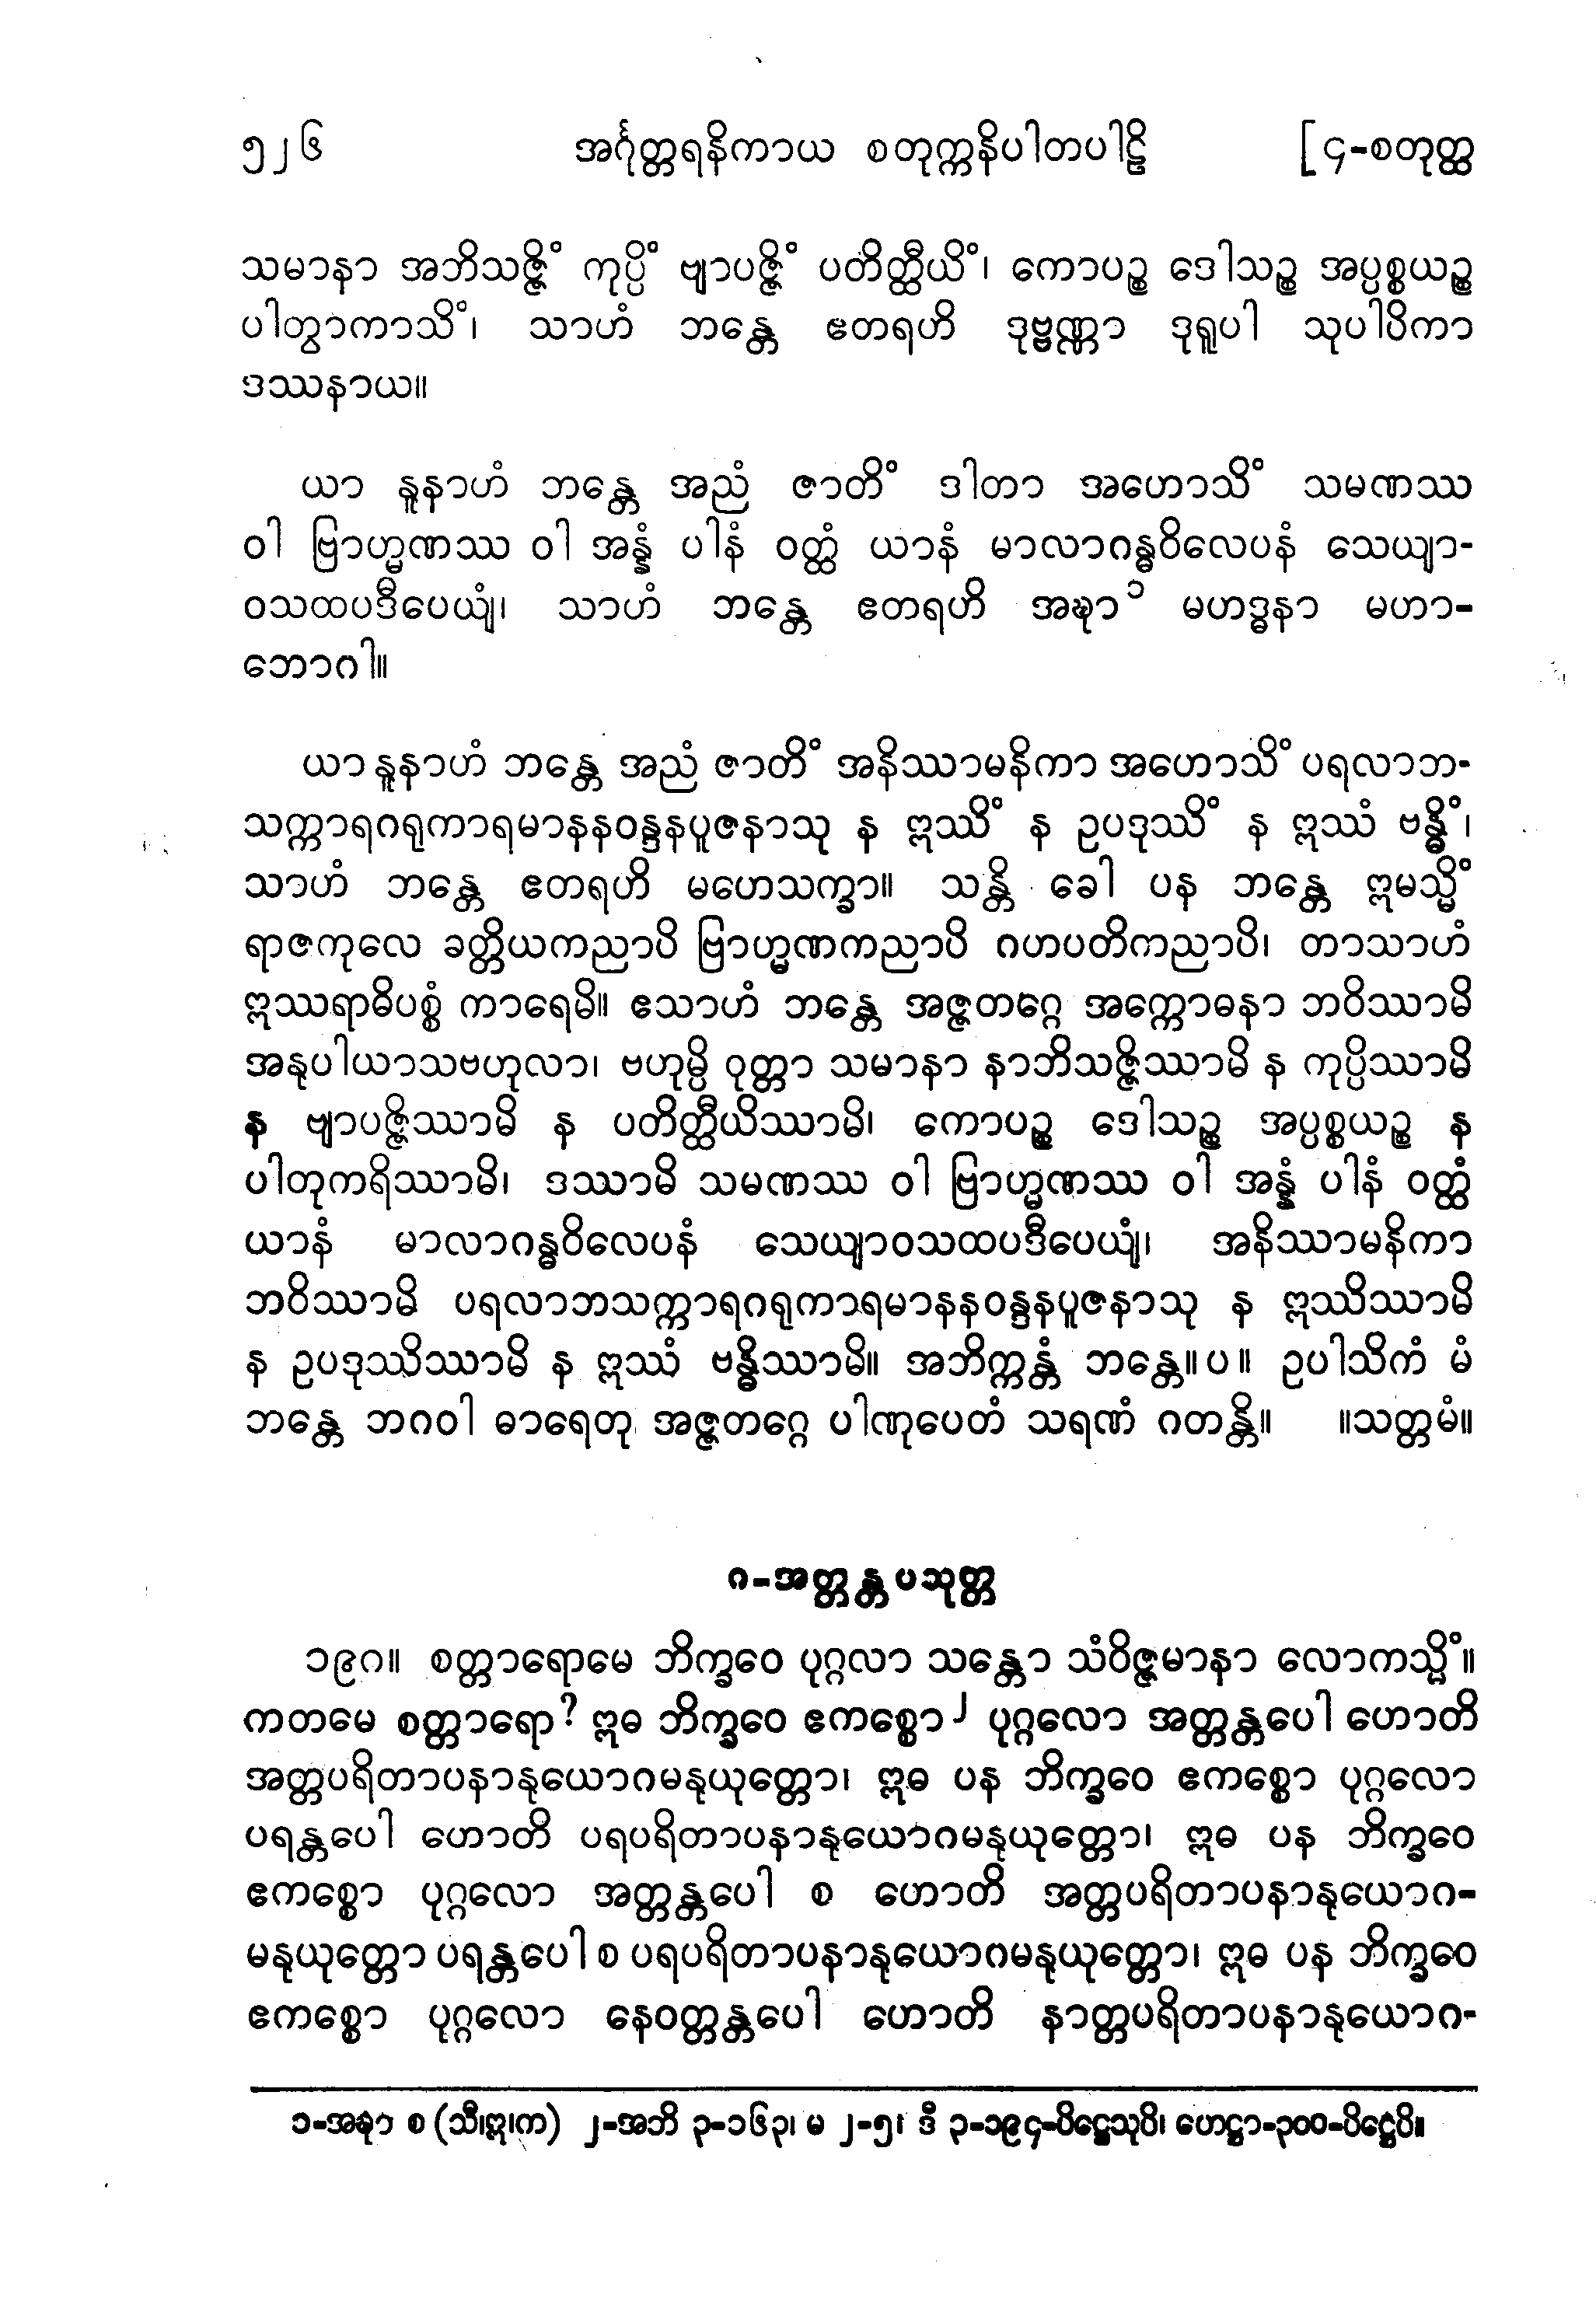 ၅၂၆ အင်္ဂုတ္တရနိကာယ စတုက္ကနိပါတပါဠိ [၄-စတုတ္ထ
သမာနာ အဘိသဇ္ဇိံ ကုပ္ပိံ ဗျာပဇ္ဇိံ ပတိတ္ထီယိံ၊ ကောပဉ္စ ဒေါသဉ္စ အပ္ပစ္စယဉ္စ
ပါတွာကာသိံ၊ သာဟံ ဘန္တေ ဧတရဟိ ဒုဗ္ဗဏ္ဏာ ဒုရူပါ သုပါပိကာ
ဒဿနာယ။
ယာ နူနာဟံ ဘန္တေ အညံ ဇာတိံ ဒါတာ အဟောသိံ သမဏဿ
ဝါ ဗြာဟ္မဏဿ ဝါ အန္နံ ပါနံ ဝတ္ထံ ယာနံ မာလာဂန္ဓဝိလေပနံ သေယျာ-
ဝသထပဒီပေယျံ၊ သာဟံ ဘန္တေ ဧတရဟိ အဍ္ဎာ ၁ မဟဒ္ဓနာ မဟာ-
ဘောဂါ။
ယာ နူနာဟံ ဘန္တေ အညံ ဇာတိံ အနိဿာမနိကာ အဟောသိံ ပရလာဘ-
သက္ကာရဂရုကာရမာနနဝန္ဒနပူဇနာသု န ဣဿိံ န ဥပဒုဿိံ န ဣဿံ ဗန္ဓိံ၊
သာဟံ ဘန္တေ ဧတရဟိ မဟေသက္ခာ။ သန္တိ ခေါ ပန ဘန္တေ ဣမသ္မိံ
ရာဇကုလေ ခတ္တိယကညာပိ ဗြာဟ္မဏကညာပိ ဂဟပတိကညာပိ၊ တာသာဟံ
ဣဿရာဓိပစ္စံ ကာရေမိ။ ဧသာဟံ ဘန္တေ အဇ္ဇတဂ္ဂေ အက္ကောဓနာ ဘဝိဿာမိ
အနုပါယာသဗဟုလာ၊ ဗဟုမ္ပိ ဝုတ္တာ သမာနာ နာဘိသဇ္ဇိဿာမိ န ကုပ္ပိဿာမိ
န ဗျာပဇ္ဇိဿာမိ န ပတိတ္ထီယိဿာမိ၊ ကောပဉ္စ ဒေါသဉ္စ အပ္ပစ္စယဉ္စ န
ပါတုကရိဿာမိ၊ ဒဿာမိ သမဏဿ ဝါ ဗြာဟ္မဏဿ ဝါ အန္နံ ပါနံ ဝတ္ထံ
ယာနံ မာလာဂန္ဓဝိလေပနံ သေယျာဝသထပဒီပေယျံ၊ အနိဿာမနိကာ
ဘဝိဿာမိ ပရလာဘသက္ကာရဂရုကာရမာနနဝန္ဒနပူဇနာသု န ဣဿိဿာမိ
န ဥပဒုဿိဿာမိ န ဣဿံ ဗန္ဓိဿာမိ။ အဘိက္ကန္တံ ဘန္တေ။ပ။ ဥပါသိကံ မံ
ဘန္တေ ဘဂဝါ ဓာရေတု အဇ္ဇတဂ္ဂေ ပါဏုပေတံ သရဏံ ဂတန္တိ။ ။သတ္တမံ။
ဂ-အတ္တန္တပသုတ္တ
၁၉ဂ။ စတ္တာရောမေ ဘိက္ခဝေ ပုဂ္ဂလာ သန္တော သံဝိဇ္ဇမာနာ လောကသ္မိံ။
ကတမေ စတ္တာရော? ဣဓ ဘိက္ခဝေ ဧကစ္စော ၂ ပုဂ္ဂလော အတ္တန္တပေါ ဟောတိ
အတ္တပရိတာပနာနုယောဂမနုယုတ္တော၊ ဣဓ ပန ဘိက္ခဝေ ဧကစ္စော ပုဂ္ဂလော
ပရန္တပေါ ဟောတိ ပရပရိတာပနာနုယောဂမနုယုတ္တော၊ ဣဓ ပန ဘိက္ခဝေ
ဧကစ္စော ပုဂ္ဂလော အတ္တန္တပေါ စ ဟောတိ အတ္တပရိတာပနာနုယောဂ-
မနုယုတ္တော ပရန္တပေါ စ ပရပရိတာပနာနုယောဂမနုယုတ္တော၊ ဣဓ ပန ဘိက္ခဝေ
ဧကစ္စော ပုဂ္ဂလော နေဝတ္တန္တပေါ ဟောတိ နာတ္တပရိတာပနာနုယောဂ-
၁-အဍ္ဎာ စ (သီ၊ဣ၊က) ၂-အဘိ ၃-၁၆၃၊ မ ၂-၅၊ ဒီ ၃-၁၉၄-ပိဋ္ဌေသုပိ၊ ဟေဋ္ဌာ-၃၀၀-ပိဋ္ဌေပိ။